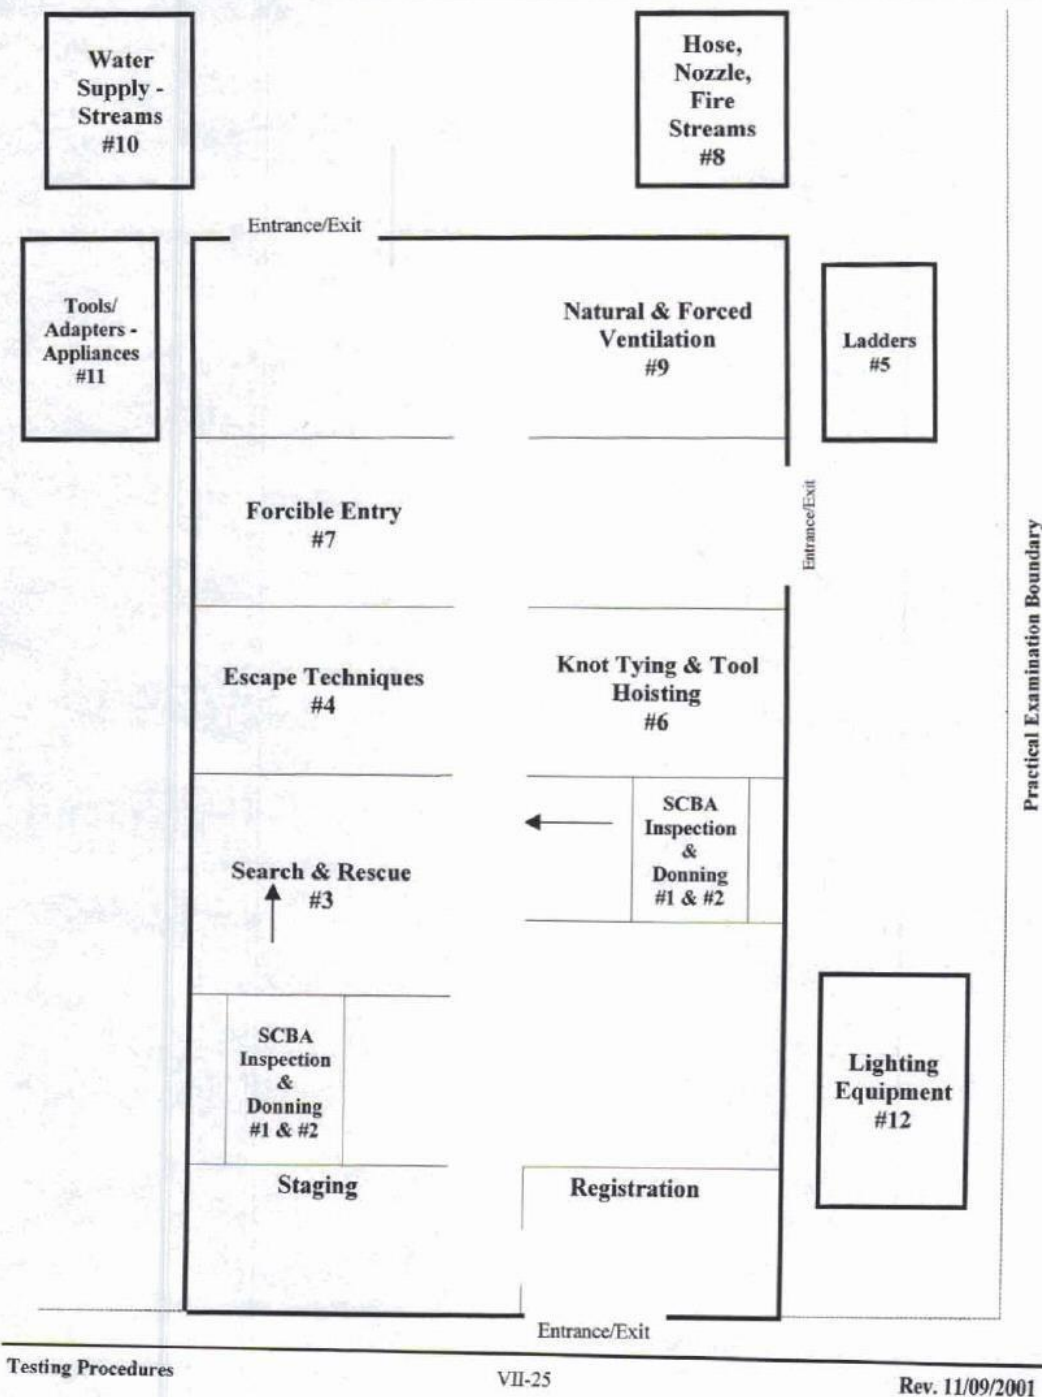 Water
Supply -
Streams
#10
Hose,
Nozzle,
Fire
Streams
#8
Entrance/Exit
Tools/
Adapters -
Appliances
#11
Natural & Forced
Ventilation
#9
Ladders
#5
Forcible Entry
#7
Entrance/Exit
Practical Examination Boundary
Escape Techniques
#4
Knot Tying & Tool
Hoisting
#6
SCBA
Inspection
&
Donning
#1 & #2
Search & Rescue
#3
SCBA
Inspection
&
Donning
#1 & #2
Lighting
Equipment
#12
Staging
Registration
Entrance/Exit
Testing Procedures
VII-25
Rev. 11/09/2001